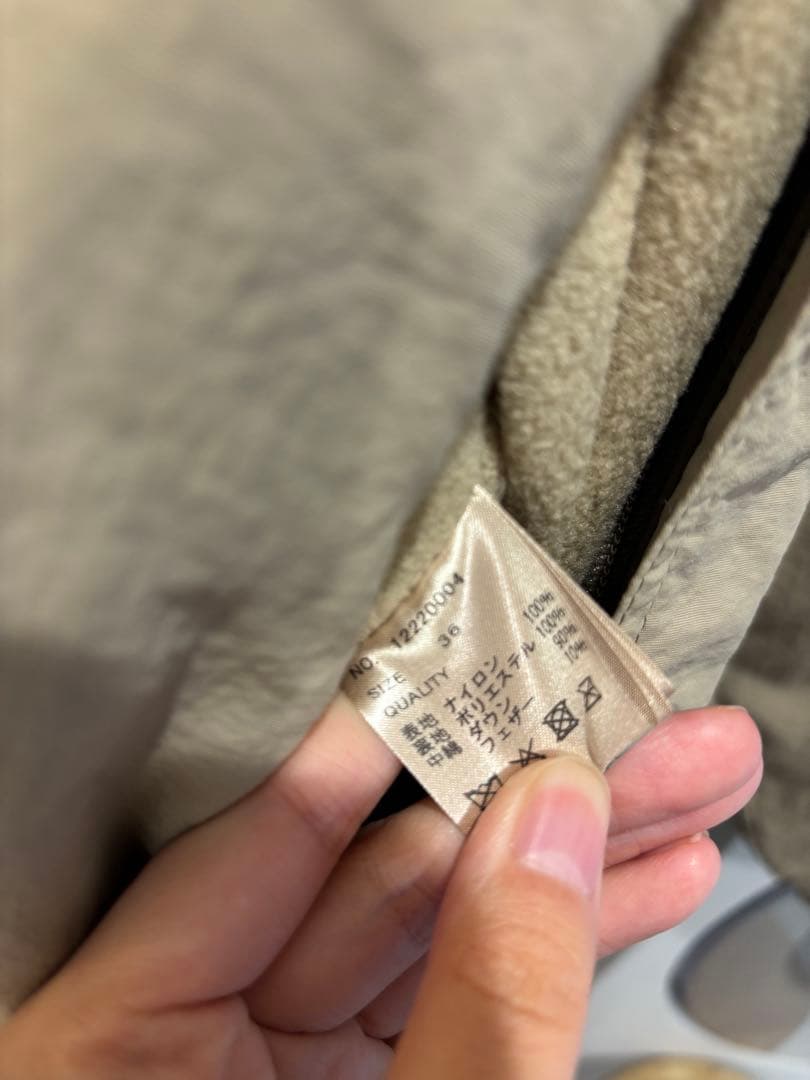 NO. 12220004
SIZE 36
QUALITY
表地 ナイロン 100%
裏地 ポリエステル 100%
中綿 ダウン 90%
フェザー 10%